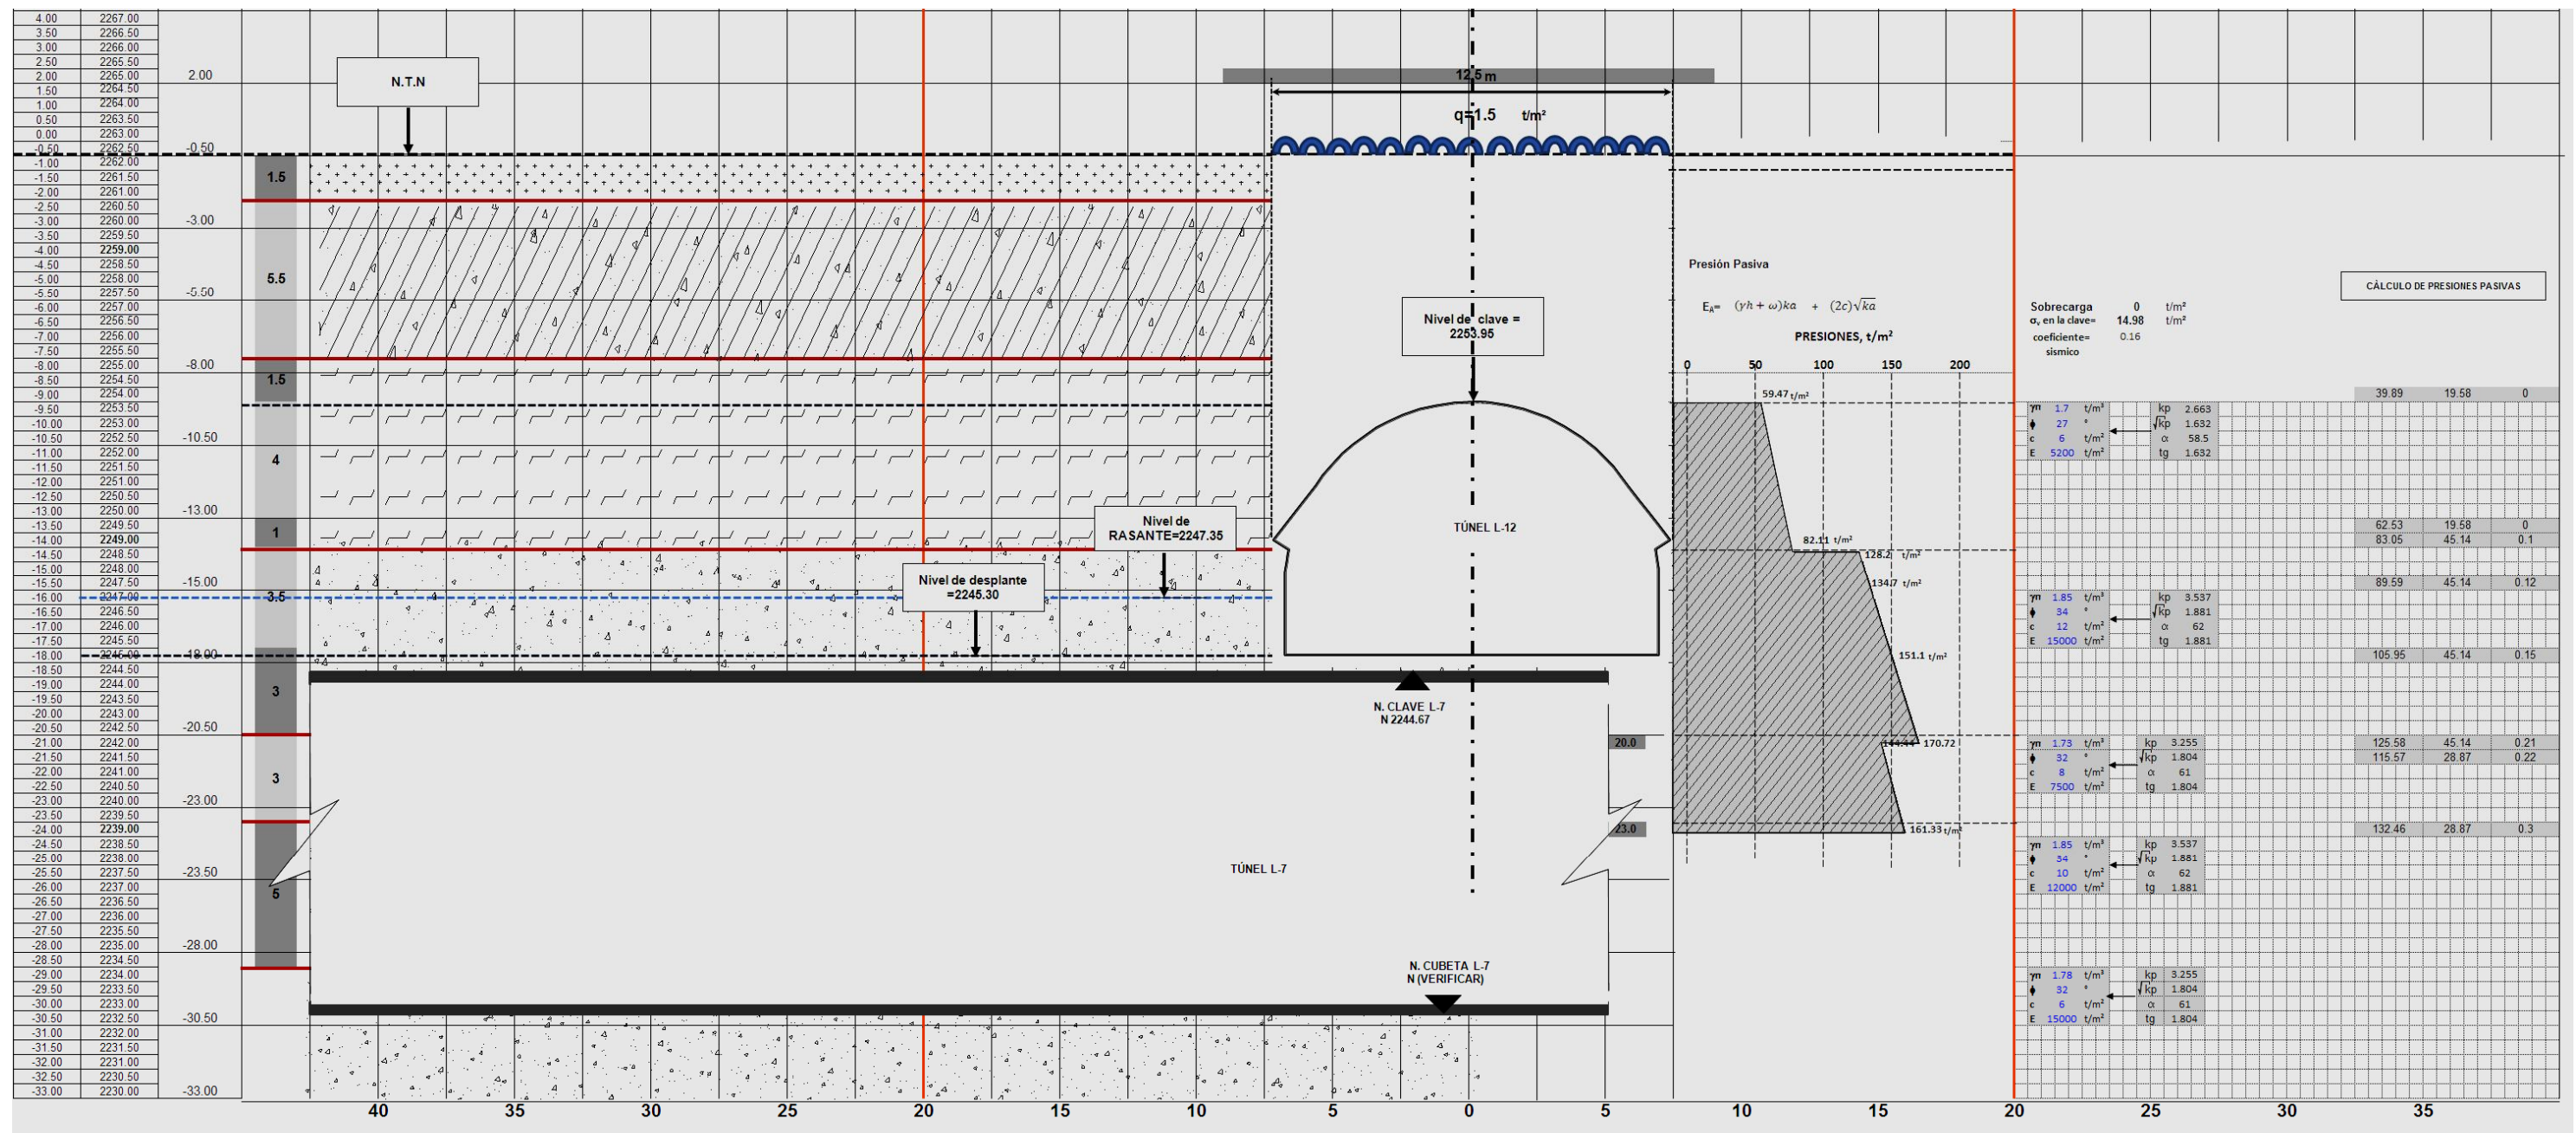 4.00 2267.00
3.50 2266.50
3.00 2266.00
2.50 2265.50
2.00 2265.00 2.00
1.50 2264.50
1.00 2264.00
0.50 2263.50
0.00 2263.00
-0.50 2262.50 -0.50
-1.00 2262.00
-1.50 2261.50
-2.00 2261.00
-2.50 2260.50
-3.00 2260.00 -3.00
-3.50 2259.50
-4.00 2259.00
-4.50 2258.50
-5.00 2258.00
-5.50 2257.50 -5.50
-6.00 2257.00
-6.50 2256.50
-7.00 2256.00
-7.50 2255.50
-8.00 2255.00 -8.00
-8.50 2254.50
-9.00 2254.00
-9.50 2253.50
-10.00 2253.00
-10.50 2252.50 -10.50
-11.00 2252.00
-11.50 2251.50
-12.00 2251.00
-12.50 2250.50
-13.00 2250.00 -13.00
-13.50 2249.50
-14.00 2249.00
-14.50 2248.50
-15.00 2248.00
-15.50 2247.50 -15.00
-16.00 2247.00
-16.50 2246.50
-17.00 2246.00
-17.50 2245.50
-18.00 2245.00 -18.00
-18.50 2244.50
-19.00 2244.00
-19.50 2243.50
-20.00 2243.00
-20.50 2242.50 -20.50
-21.00 2242.00
-21.50 2241.50
-22.00 2241.00
-22.50 2240.50
-23.00 2240.00 -23.00
-23.50 2239.50
-24.00 2239.00
-24.50 2238.50
-25.00 2238.00
-25.50 2237.50 -23.50
-26.00 2237.00
-26.50 2236.50
-27.00 2236.00
-27.50 2235.50
-28.00 2235.00 -28.00
-28.50 2234.50
-29.00 2234.00
-29.50 2233.50
-30.00 2233.00
-30.50 2232.50 -30.50
-31.00 2232.00
-31.50 2231.50
-32.00 2231.00
-32.50 2230.50
-33.00 2230.00 -33.00
1.5
5.5
1.5
4
1
3.5
3
3
5
N.T.N
12.5 m
q=1.5 t/m²
Nivel de clave =
2253.95
TÚNEL L-12
Nivel de
RASANTE=2247.35
Nivel de desplante
=2245.30
N. CLAVE L-7
N 2244.67
TÚNEL L-7
N. CUBETA L-7
N (VERIFICAR)
20.0
23.0
Presión Pasiva
E_A= (γh + ω)ka + (2c)√ka
PRESIONES, t/m²
0 50 100 150 200
59.47 t/m²
82.11 t/m²
128.2 t/m²
134.7 t/m²
151.1 t/m²
144.44 170.72
161.33 t/m²
CÁLCULO DE PRESIONES PASIVAS
Sobrecarga 0 t/m²
σᵥ en la clave= 14.98 t/m²
coeficiente= 0.16
sismico
39.89 19.58 0
γn 1.7 t/m³ kp 2.663
ϕ 27 ° √kp 1.632
c 6 t/m² α 58.5
E 5200 t/m² tg 1.632
62.53 19.58 0
83.05 45.14 0.1
89.59 45.14 0.12
γn 1.85 t/m³ kp 3.537
ϕ 34 ° √kp 1.881
c 12 t/m² α 62
E 15000 t/m² tg 1.881
105.95 45.14 0.15
125.58 45.14 0.21
115.57 28.87 0.22
γn 1.73 t/m³ kp 3.255
ϕ 32 ° √kp 1.804
c 8 t/m² α 61
E 7500 t/m² tg 1.804
132.46 28.87 0.3
γn 1.85 t/m³ kp 3.537
ϕ 34 ° √kp 1.881
c 10 t/m² α 62
E 12000 t/m² tg 1.881
γn 1.78 t/m³ kp 3.255
ϕ 32 ° √kp 1.804
c 6 t/m² α 61
E 15000 t/m² tg 1.804
40 35 30 25 20 15 10 5 0 5 10 15 20 25 30 35